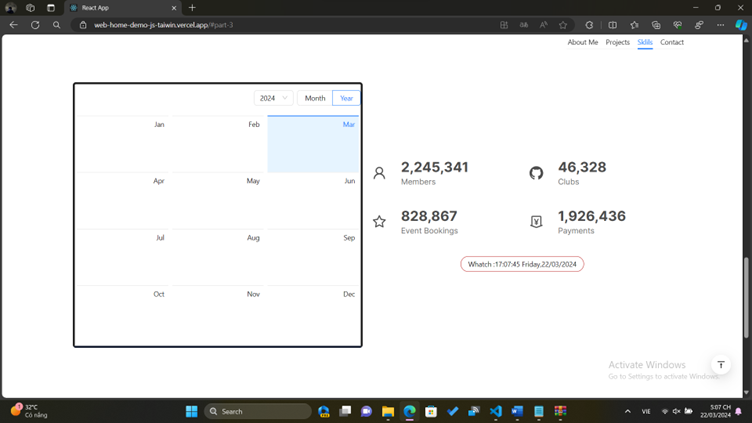 React App
web-home-demo-js-taiwin.vercel.app/#part-3
About Me Projects Sklils Contact
2024 Month Year
Jan Feb Mar
Apr May Jun
Jul Aug Sep
Oct Nov Dec
2,245,341
Members
46,328
Clubs
828,867
Event Bookings
1,926,436
Payments
Whatch :17:07:45 Friday,22/03/2024
Activate Windows
Go to Settings to activate Windows.
32°C
Có nắng
Search
VIE
5:07 CH
22/03/2024